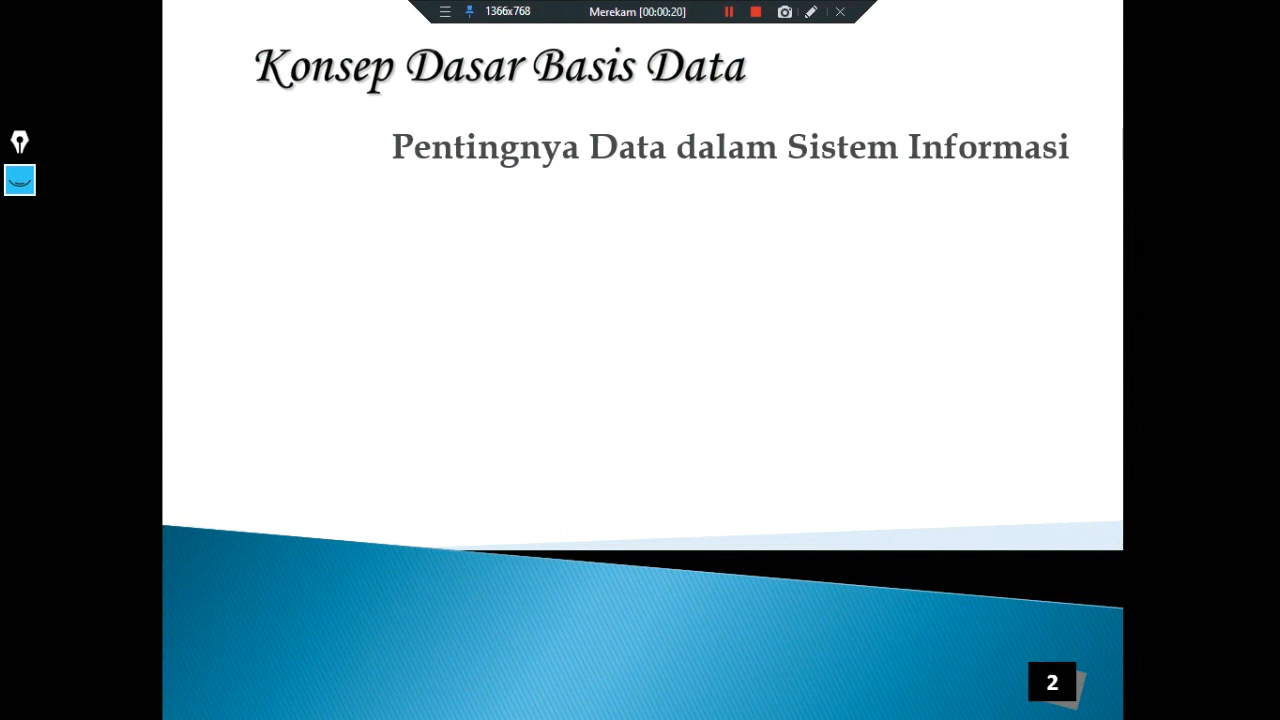 1366x768 Merekam [00:00:20]
Konsep Dasar Basis Data
Pentingnya Data dalam Sistem Informasi
2